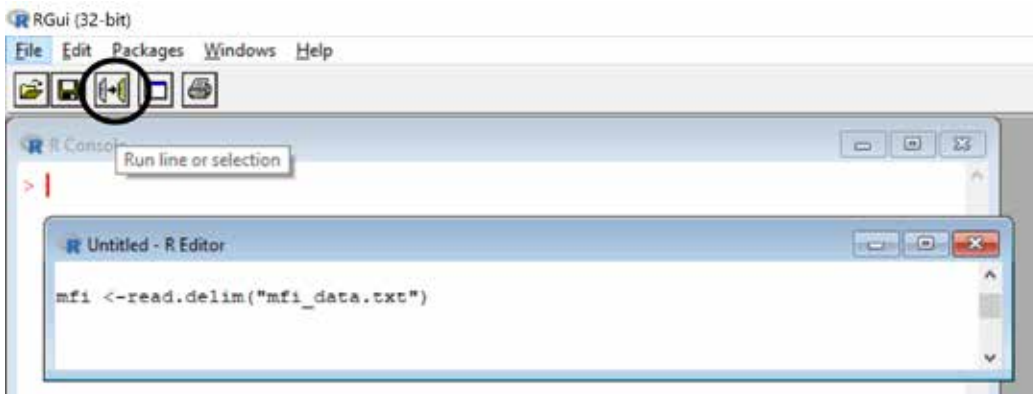 RGui (32-bit)
File Edit Packages Windows Help
R Console
Run line or selection
>
Untitled - R Editor
mfi <-read.delim("mfi_data.txt")